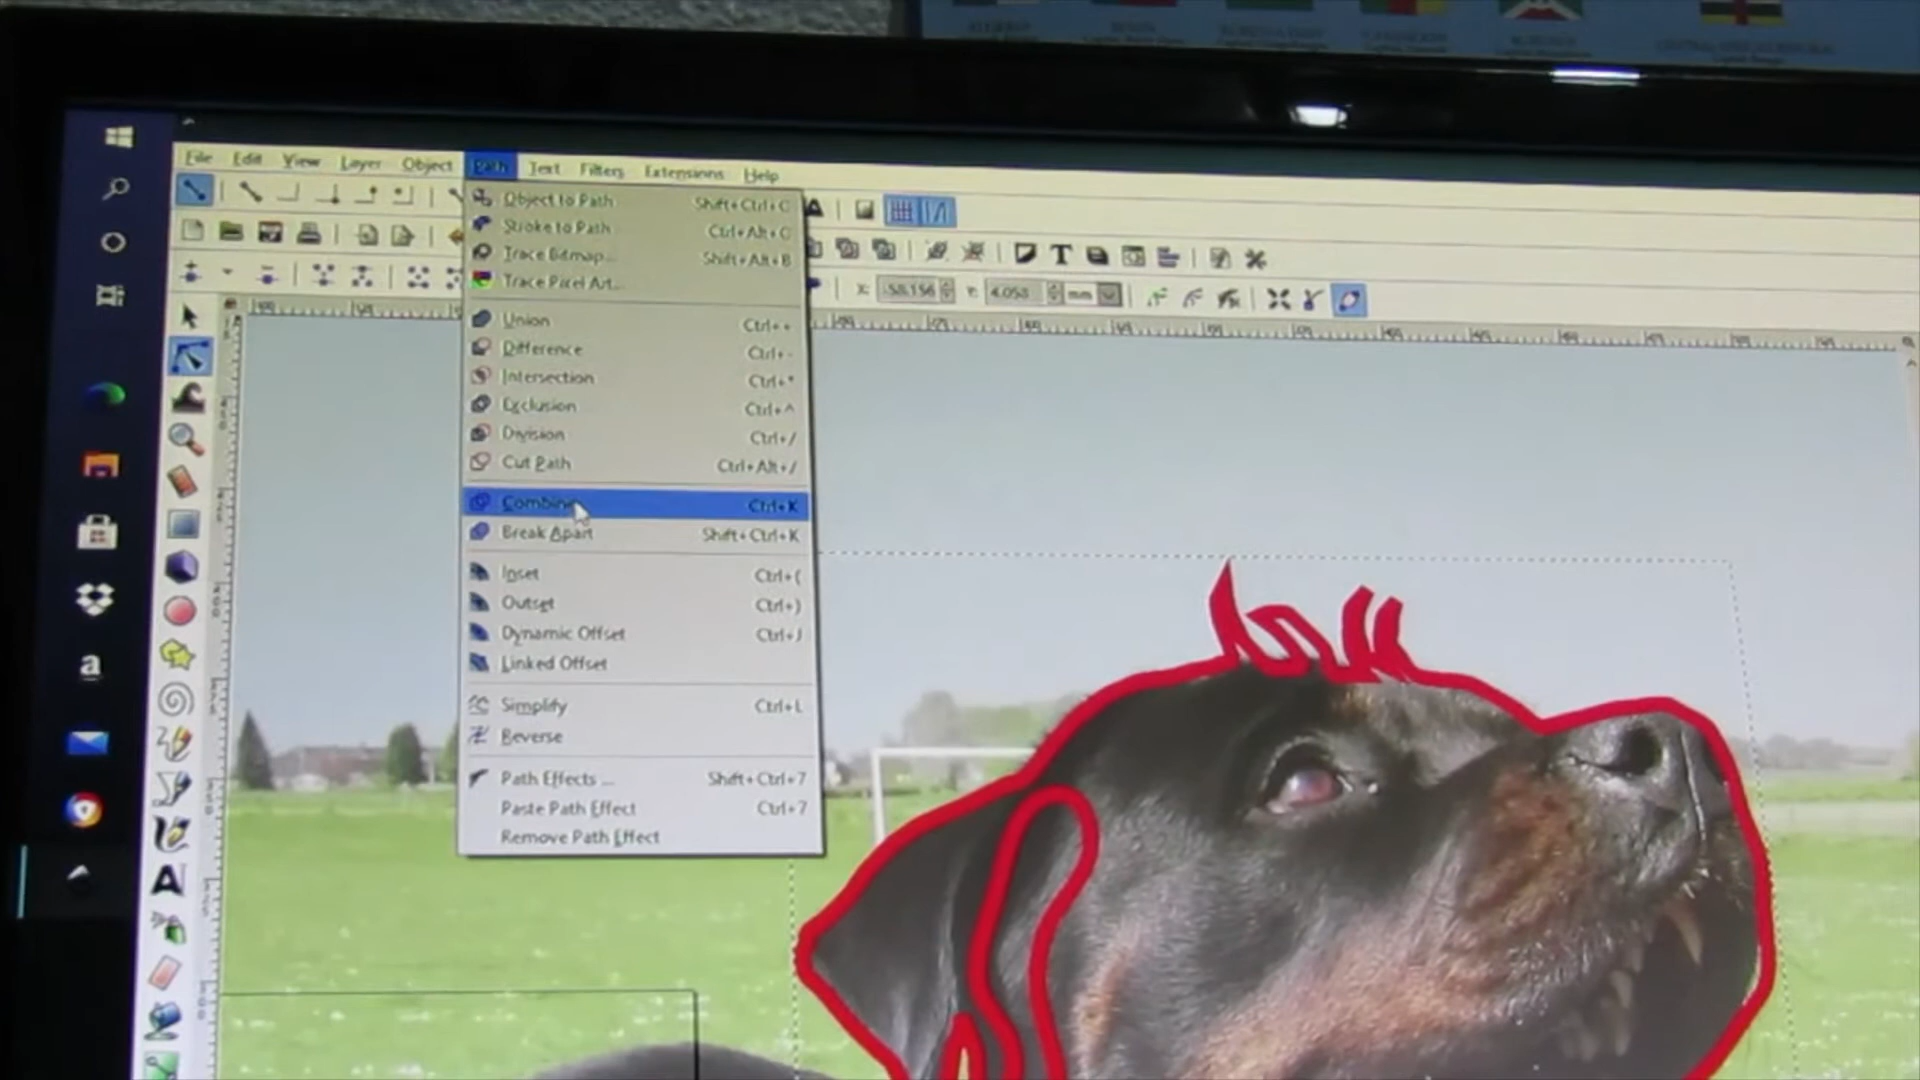 File Edit View Layer Object Path Text Filters Extensions Help
Object to Path Shift+Ctrl+C
Stroke to Path Ctrl+Alt+C
Trace Bitmap... Shift+Alt+B
Trace Pixel Art...
X: Y: 4.053 mm
Union Ctrl++
Difference Ctrl+-
Intersection Ctrl+*
Exclusion Ctrl+^
Division Ctrl+/
Cut Path Ctrl+Alt+/
Combine Ctrl+K
Break Apart Shift+Ctrl+K
Inset Ctrl+(
Outset Ctrl+)
Dynamic Offset Ctrl+J
Linked Offset
Simplify Ctrl+L
Reverse
Path Effects ... Shift+Ctrl+7
Paste Path Effect Ctrl+7
Remove Path Effect